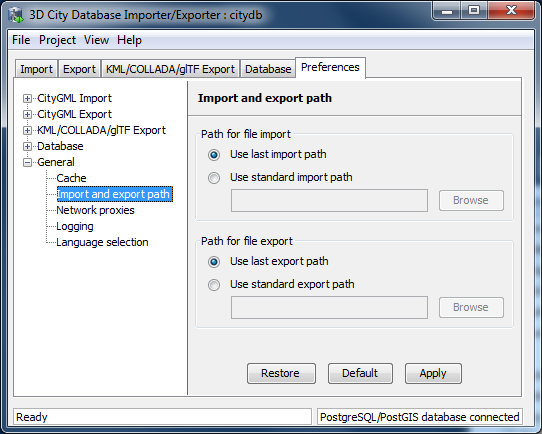 3D City Database Importer/Exporter : citydb
File Project View Help
Import Export KML/COLLADA/glTF Export Database Preferences
CityGML Import
CityGML Export
KML/COLLADA/glTF Export
Database
General
Cache
Import and export path
Network proxies
Logging
Language selection
Import and export path
Path for file import
Use last import path
Use standard import path
Browse
Path for file export
Use last export path
Use standard export path
Browse
Restore Default Apply
Ready PostgreSQL/PostGIS database connected